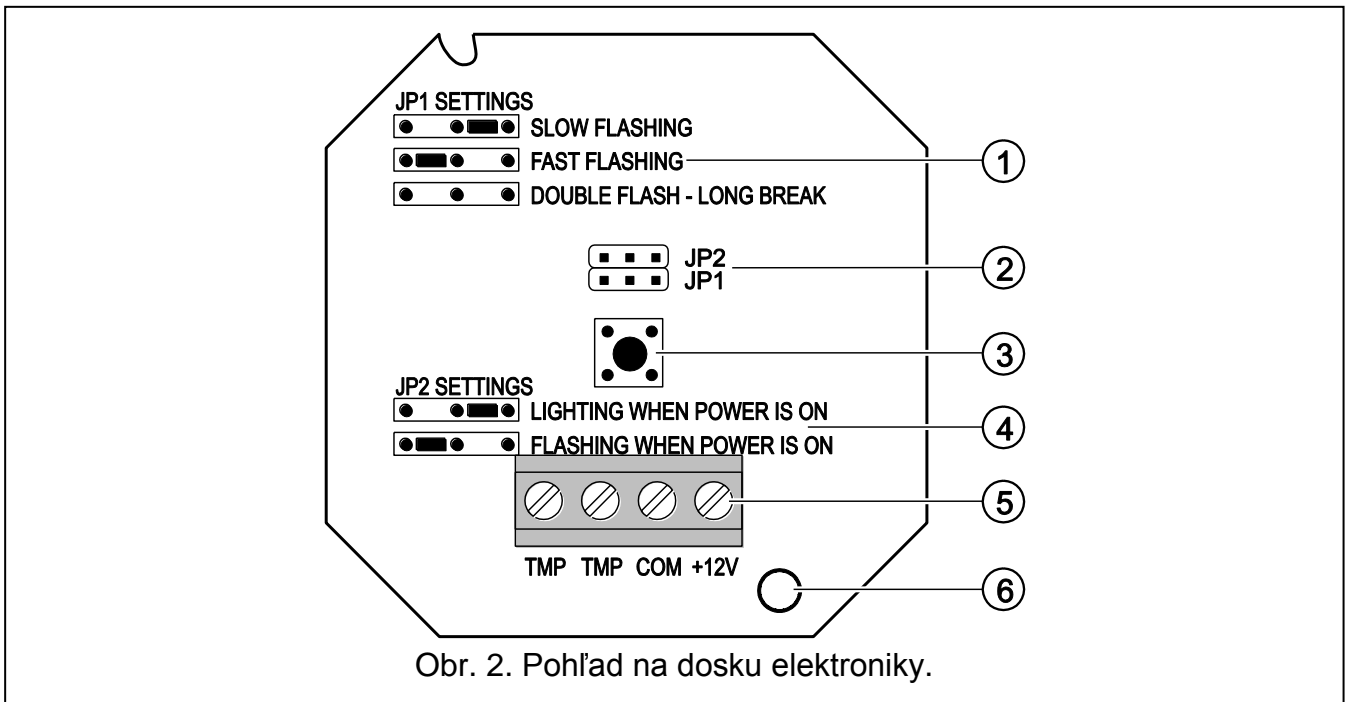 JP1 SETTINGS
SLOW FLASHING
FAST FLASHING
1
DOUBLE FLASH - LONG BREAK
JP2
2
JP1
3
JP2 SETTINGS
LIGHTING WHEN POWER IS ON
4
FLASHING WHEN POWER IS ON
5
TMP TMP COM +12V
6
Obr. 2. Pohľad na dosku elektroniky.